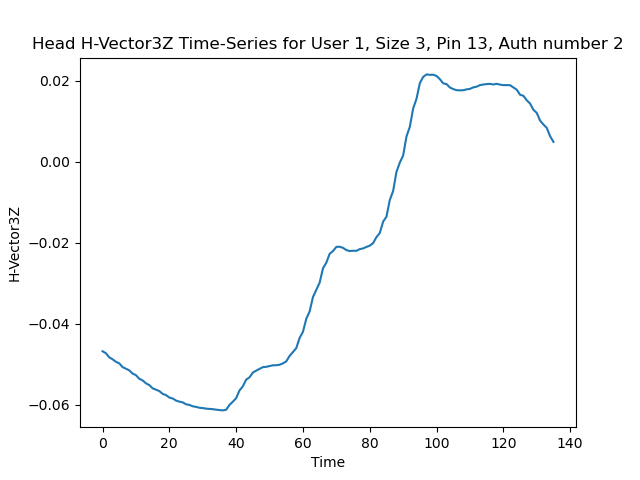 Head H-Vector3Z Time-Series for User 1, Size 3, Pin 13, Auth number 2
0.02
0.00
−0.02
−0.04
−0.06
H-Vector3Z
0 20 40 60 80 100 120 140
Time